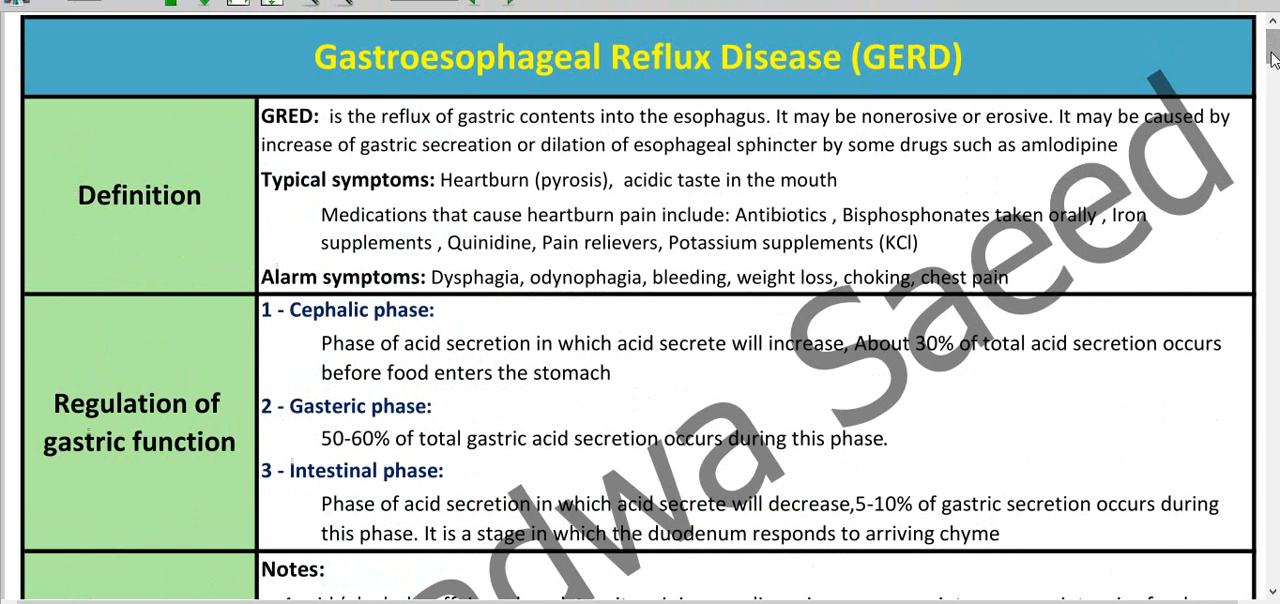 Gastroesophageal Reflux Disease (GERD)
Definition
GRED: is the reflux of gastric contents into the esophagus. It may be nonerosive or erosive. It may be caused by
increase of gastric secreation or dilation of esophageal sphincter by some drugs such as amlodipine
Typical symptoms: Heartburn (pyrosis), acidic taste in the mouth
Medications that cause heartburn pain include: Antibiotics , Bisphosphonates taken orally , Iron
supplements , Quinidine, Pain relievers, Potassium supplements (KCl)
Alarm symptoms: Dysphagia, odynophagia, bleeding, weight loss, choking, chest pain
Regulation of
gastric function
1 - Cephalic phase:
Phase of acid secretion in which acid secrete will increase, About 30% of total acid secretion occurs
before food enters the stomach
2 - Gasteric phase:
50-60% of total gastric acid secretion occurs during this phase.
3 - Intestinal phase:
Phase of acid secretion in which acid secrete will decrease,5-10% of gastric secretion occurs during
this phase. It is a stage in which the duodenum responds to arriving chyme
Notes:
adwa Saeed